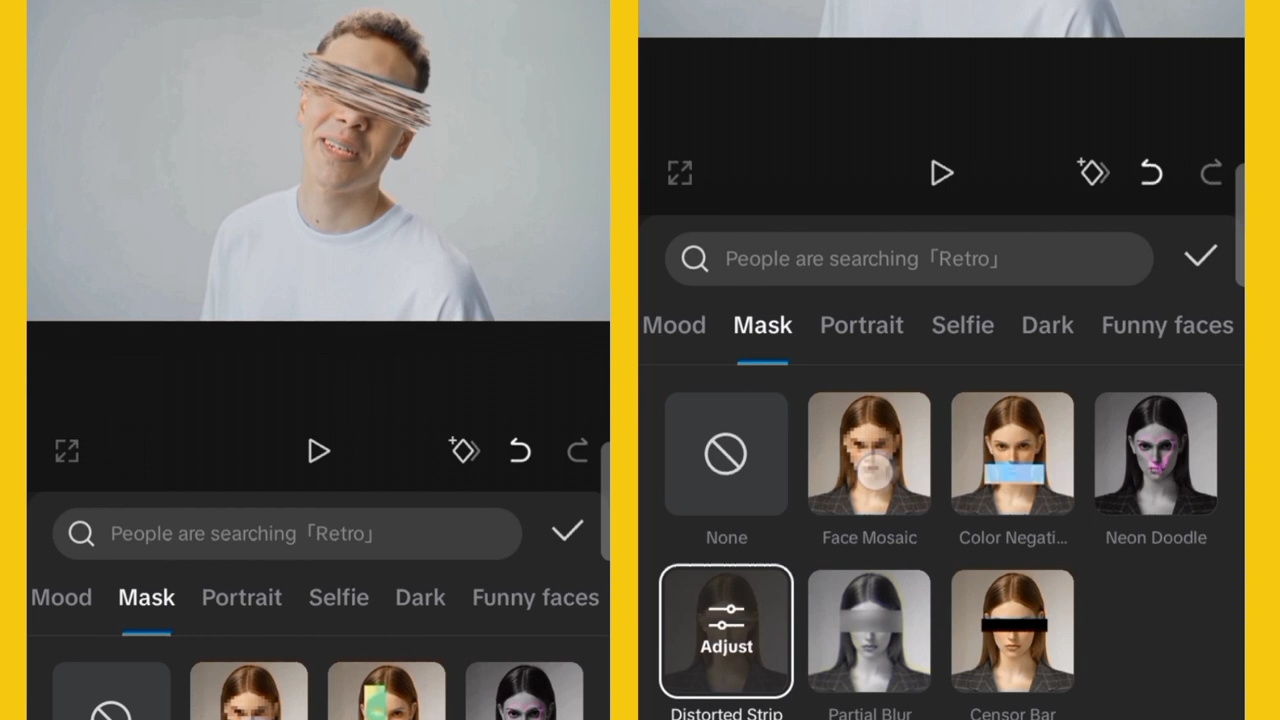 People are searching「Retro」
Mood Mask Portrait Selfie Dark Funny faces
People are searching「Retro」
Mood Mask Portrait Selfie Dark Funny faces
None Face Mosaic Color Negati... Neon Doodle
Adjust
Distorted Strip Partial Blur Censor Bar